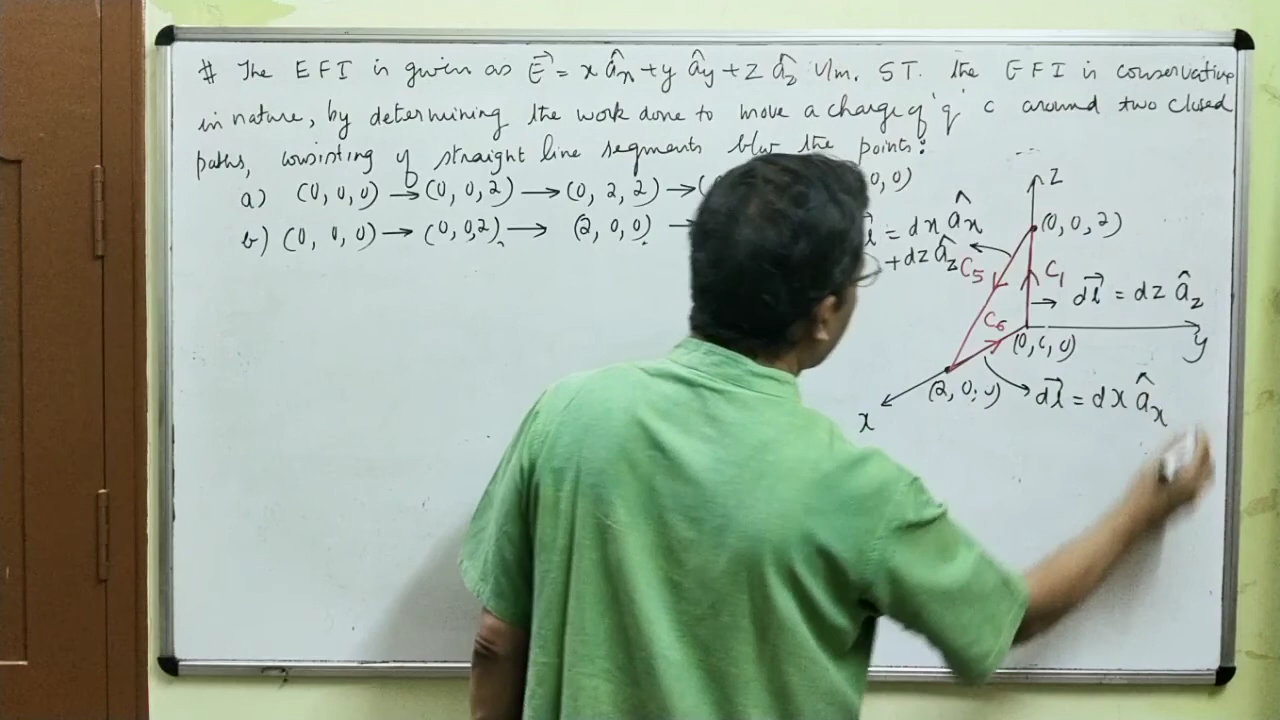 # The EFI is given as E⃗ = x âx + y ây + z âz V/m. ST. the EFI is conservative
in nature, by determining the work done to move a charge of 'q' c around two closed
paths, consisting of straight line segments b/w the points:
a) (0, 0, 0) → (0, 0, 2) → (0, 2, 2) → ( 0, 0)
b) (0, 0, 0) → (0, 0,2) → (2, 0, 0) →
= dx âx
+ dz âz
z
(0, 0, 2)
C5
C1
dl⃗ = dz âz
C6
(0, 0, 0)
y
(2, 0, 0)
dl⃗ = dx âx
x